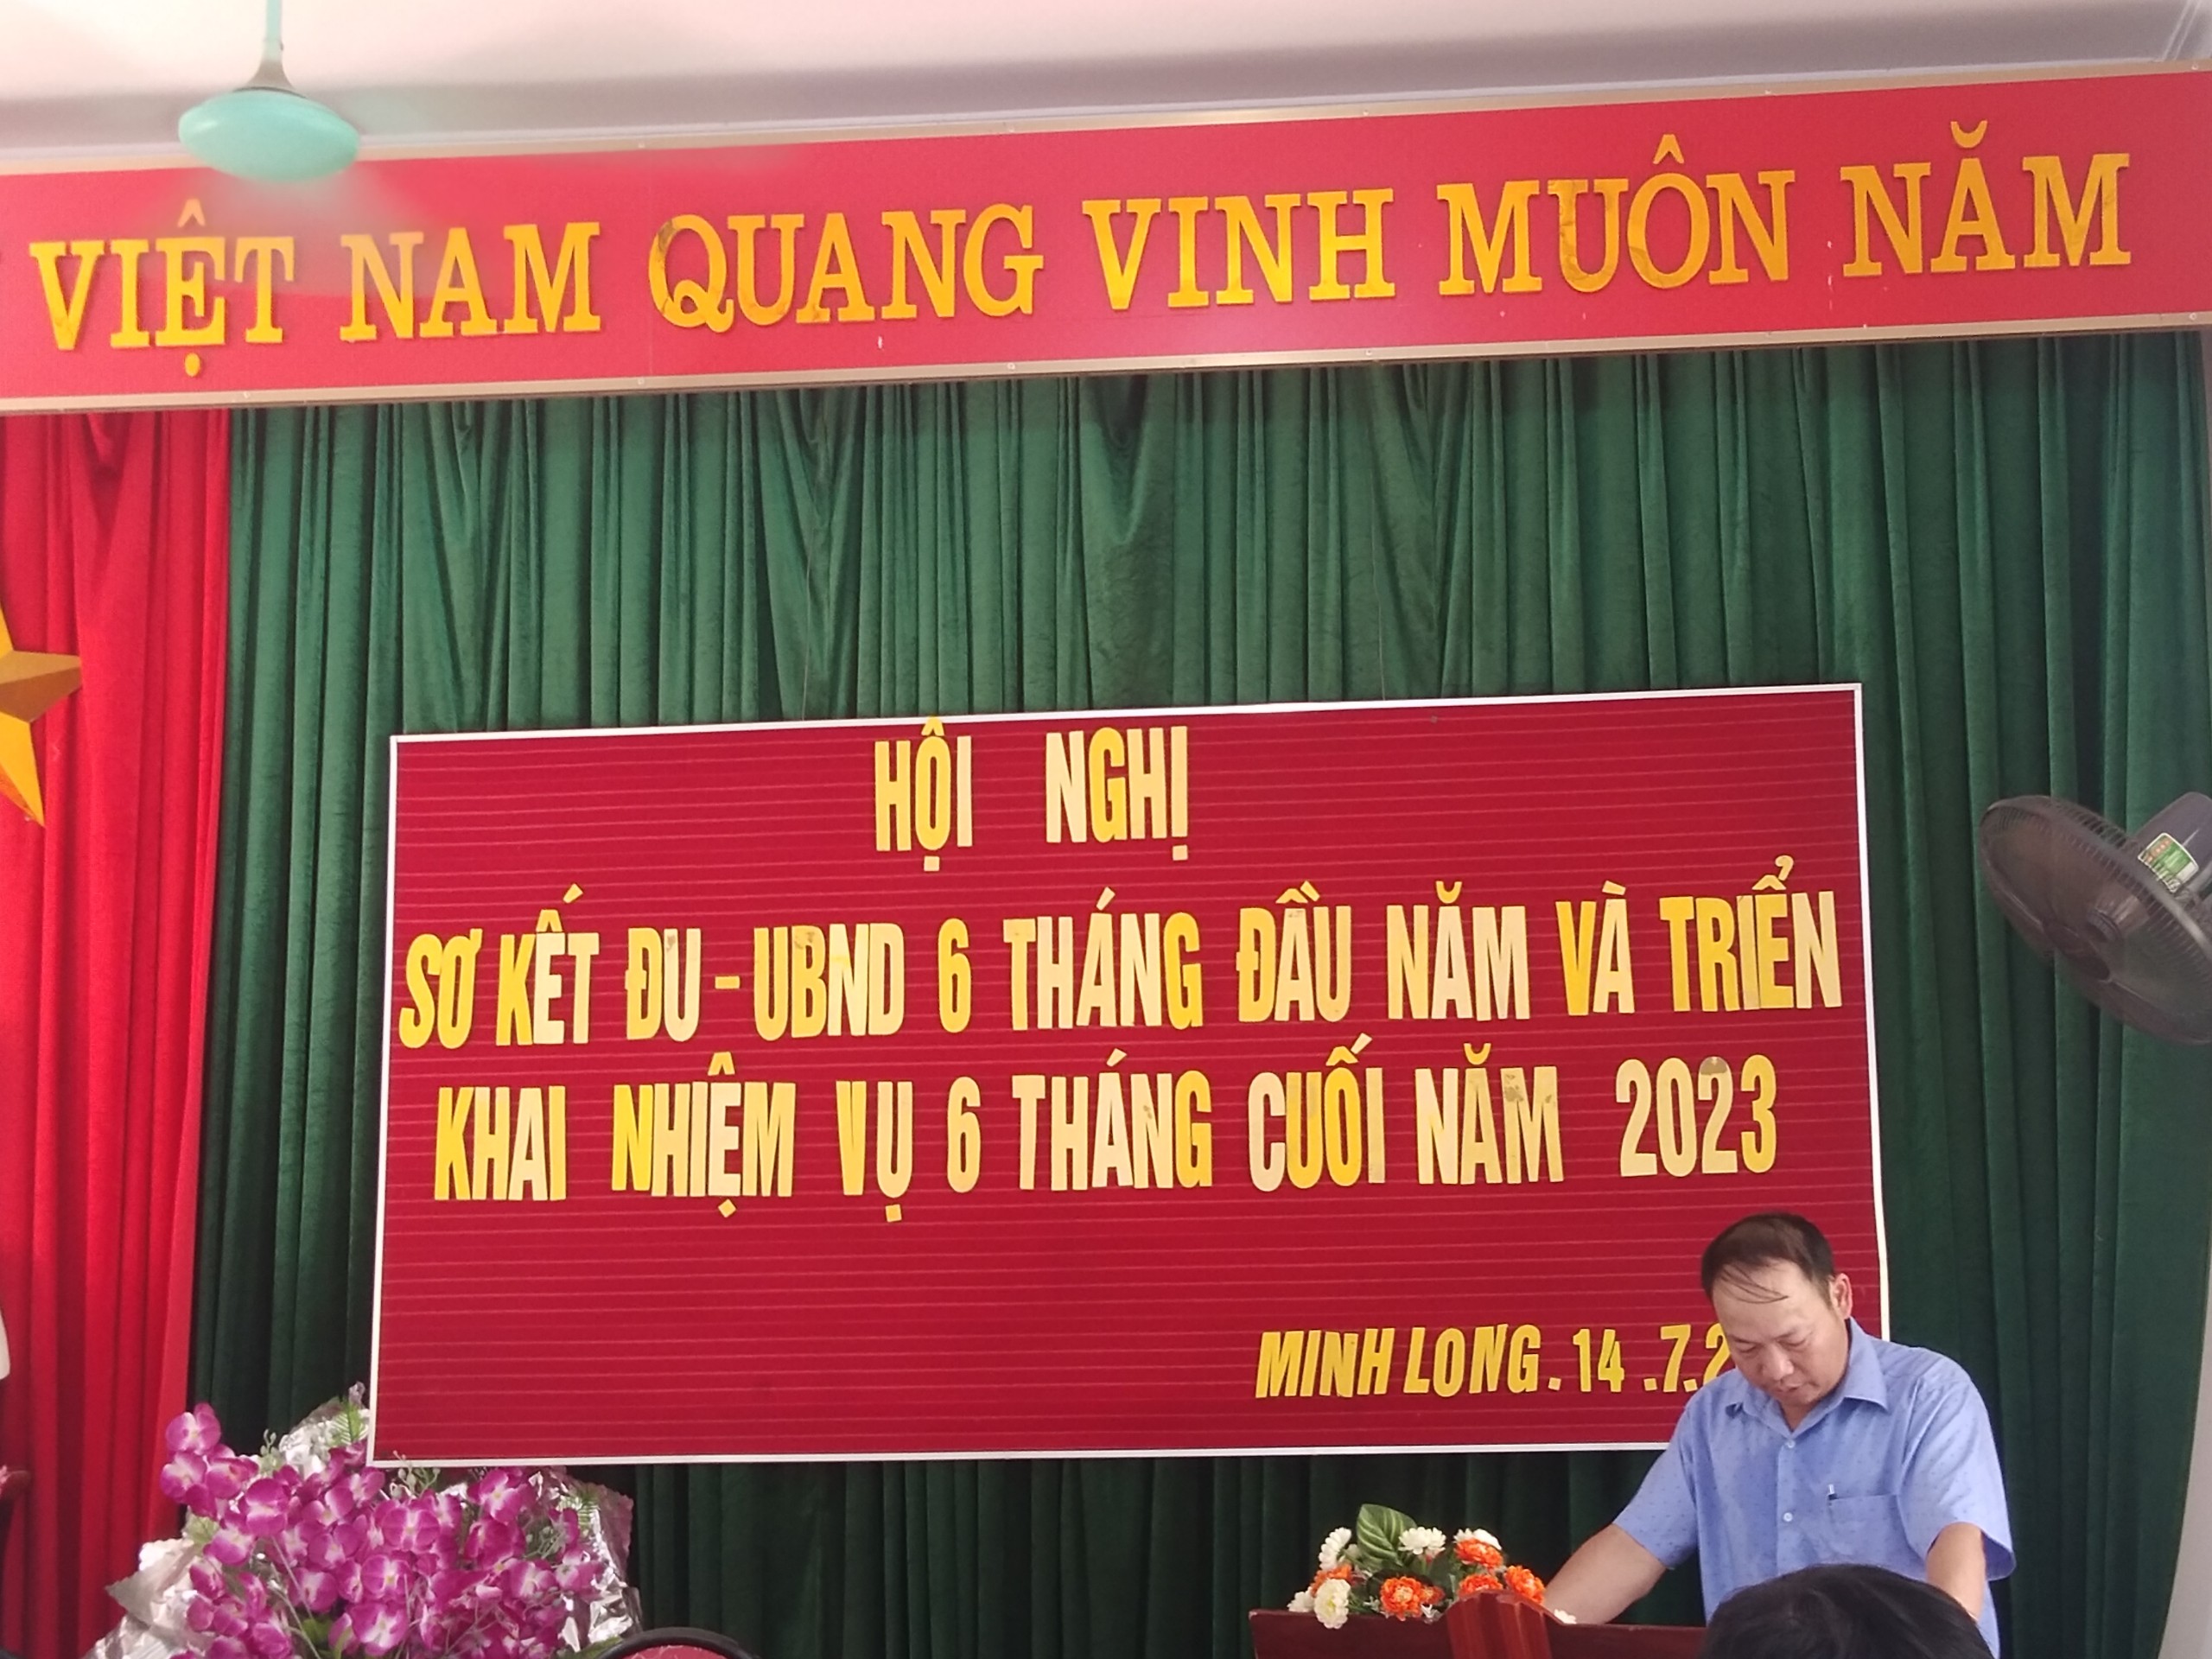 VIỆT NAM QUANG VINH MUÔN NĂM
HỘI NGHỊ
SƠ KẾT ĐU - UBND 6 THÁNG ĐẦU NĂM VÀ TRIỂN
KHAI NHIỆM VỤ 6 THÁNG CUỐI NĂM 2023
MINH LONG . 14 . 7. 2